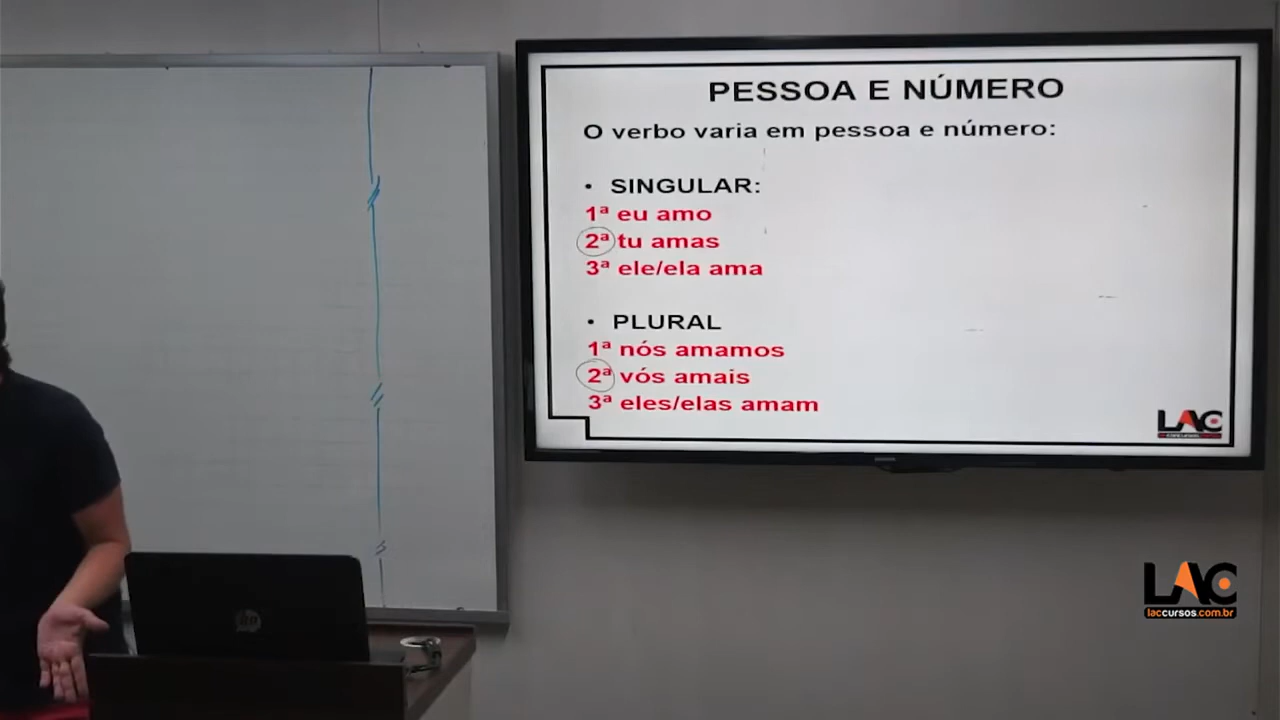 PESSOA E NÚMERO
O verbo varia em pessoa e número:
• SINGULAR:
1ª eu amo
2ª tu amas
3ª ele/ela ama
• PLURAL
1ª nós amamos
2ª vós amais
3ª eles/elas amam
LAC
LAC
laccursos.com.br
hp